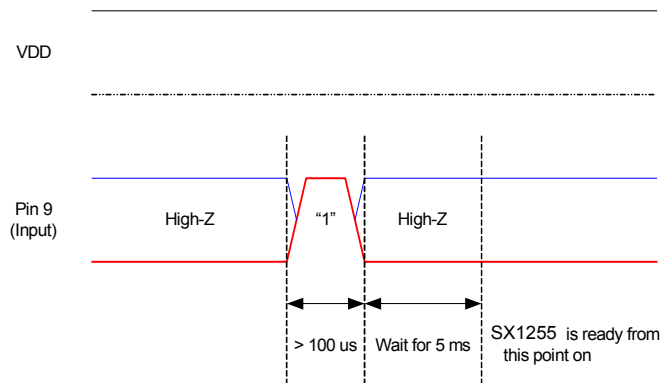 VDD
Pin 9
(Input)
High-Z
“1”
High-Z
> 100 us
Wait for 5 ms
SX1255 is ready from
this point on